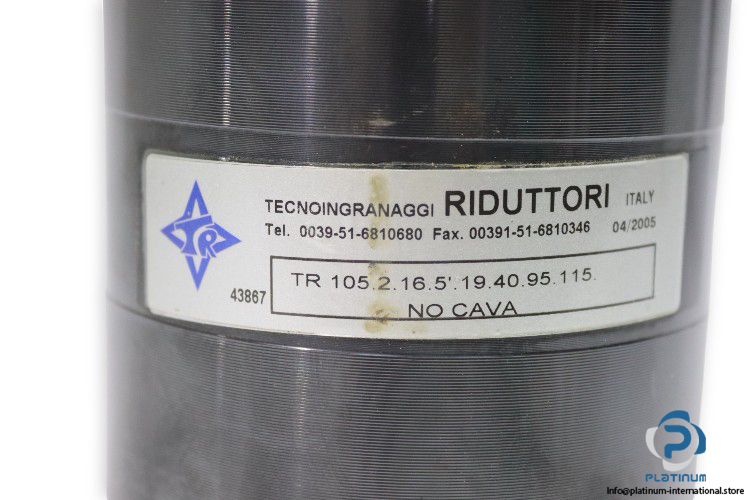 TECNOINGRANAGGI RIDUTTORI ITALY
Tel. 0039-51-6810680 Fax. 00391-51-6810346 04/2005
TR
TR 105.2.16.5'.19.40.95.115.
43867
NO CAVA
P
PLATINUM
Info@platinum-international.store